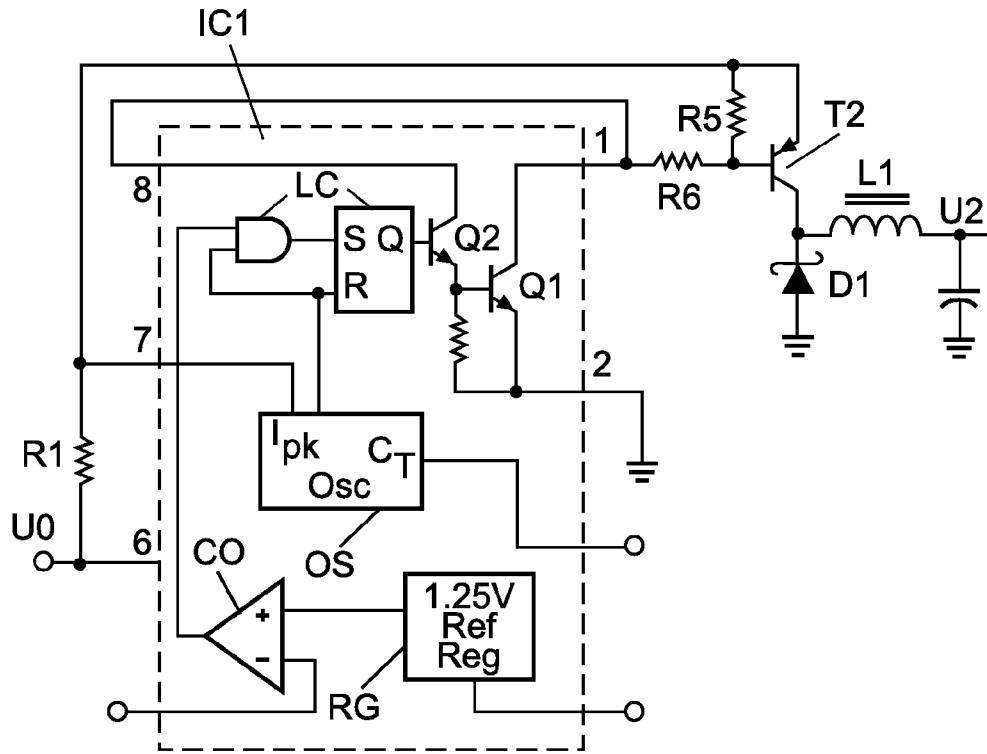 IC1
R5
T2
1
8
LC
R6
L1
U2
S Q
Q2
R
Q1
D1
7
2
R1
Ipk
CT
Osc
U0
6
CO
OS
+
1.25V
Ref
Reg
-
RG